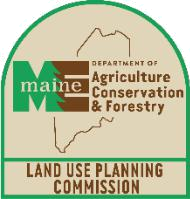 maine
DEPARTMENT OF
Agriculture
Conservation
& Forestry
LAND USE PLANNING
COMMISSION